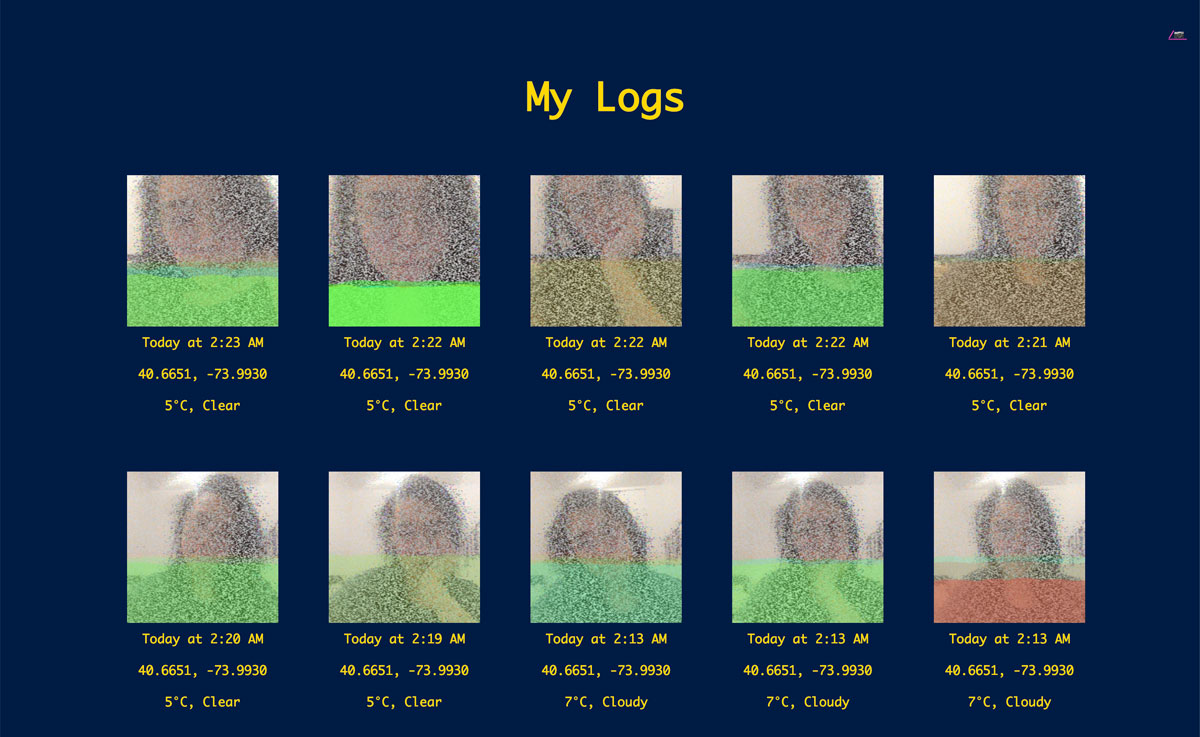 My Logs
Today at 2:23 AM
40.6651, -73.9930
5°C, Clear
Today at 2:22 AM
40.6651, -73.9930
5°C, Clear
Today at 2:22 AM
40.6651, -73.9930
5°C, Clear
Today at 2:22 AM
40.6651, -73.9930
5°C, Clear
Today at 2:21 AM
40.6651, -73.9930
5°C, Clear
Today at 2:20 AM
40.6651, -73.9930
5°C, Clear
Today at 2:19 AM
40.6651, -73.9930
5°C, Clear
Today at 2:13 AM
40.6651, -73.9930
7°C, Cloudy
Today at 2:13 AM
40.6651, -73.9930
7°C, Cloudy
Today at 2:13 AM
40.6651, -73.9930
7°C, Cloudy